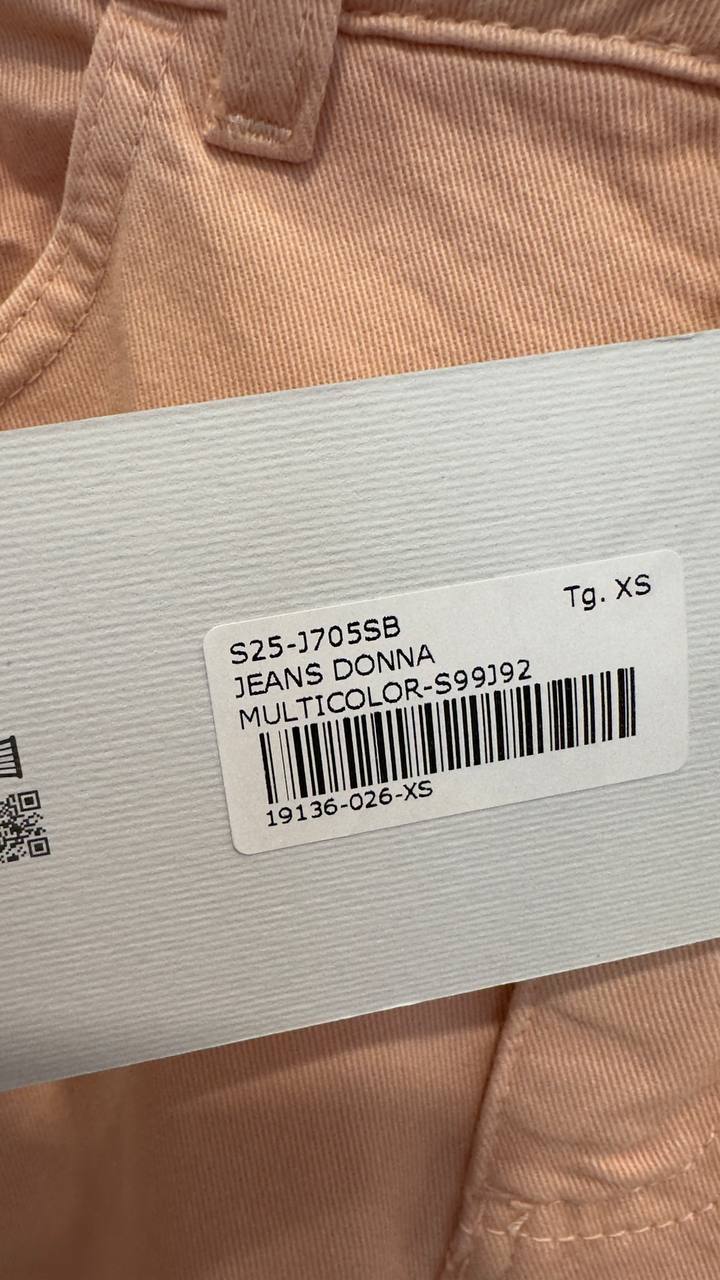 Tg. XS
S25-J705SB
JEANS DONNA
MULTICOLOR-S99J92
19136-026-XS